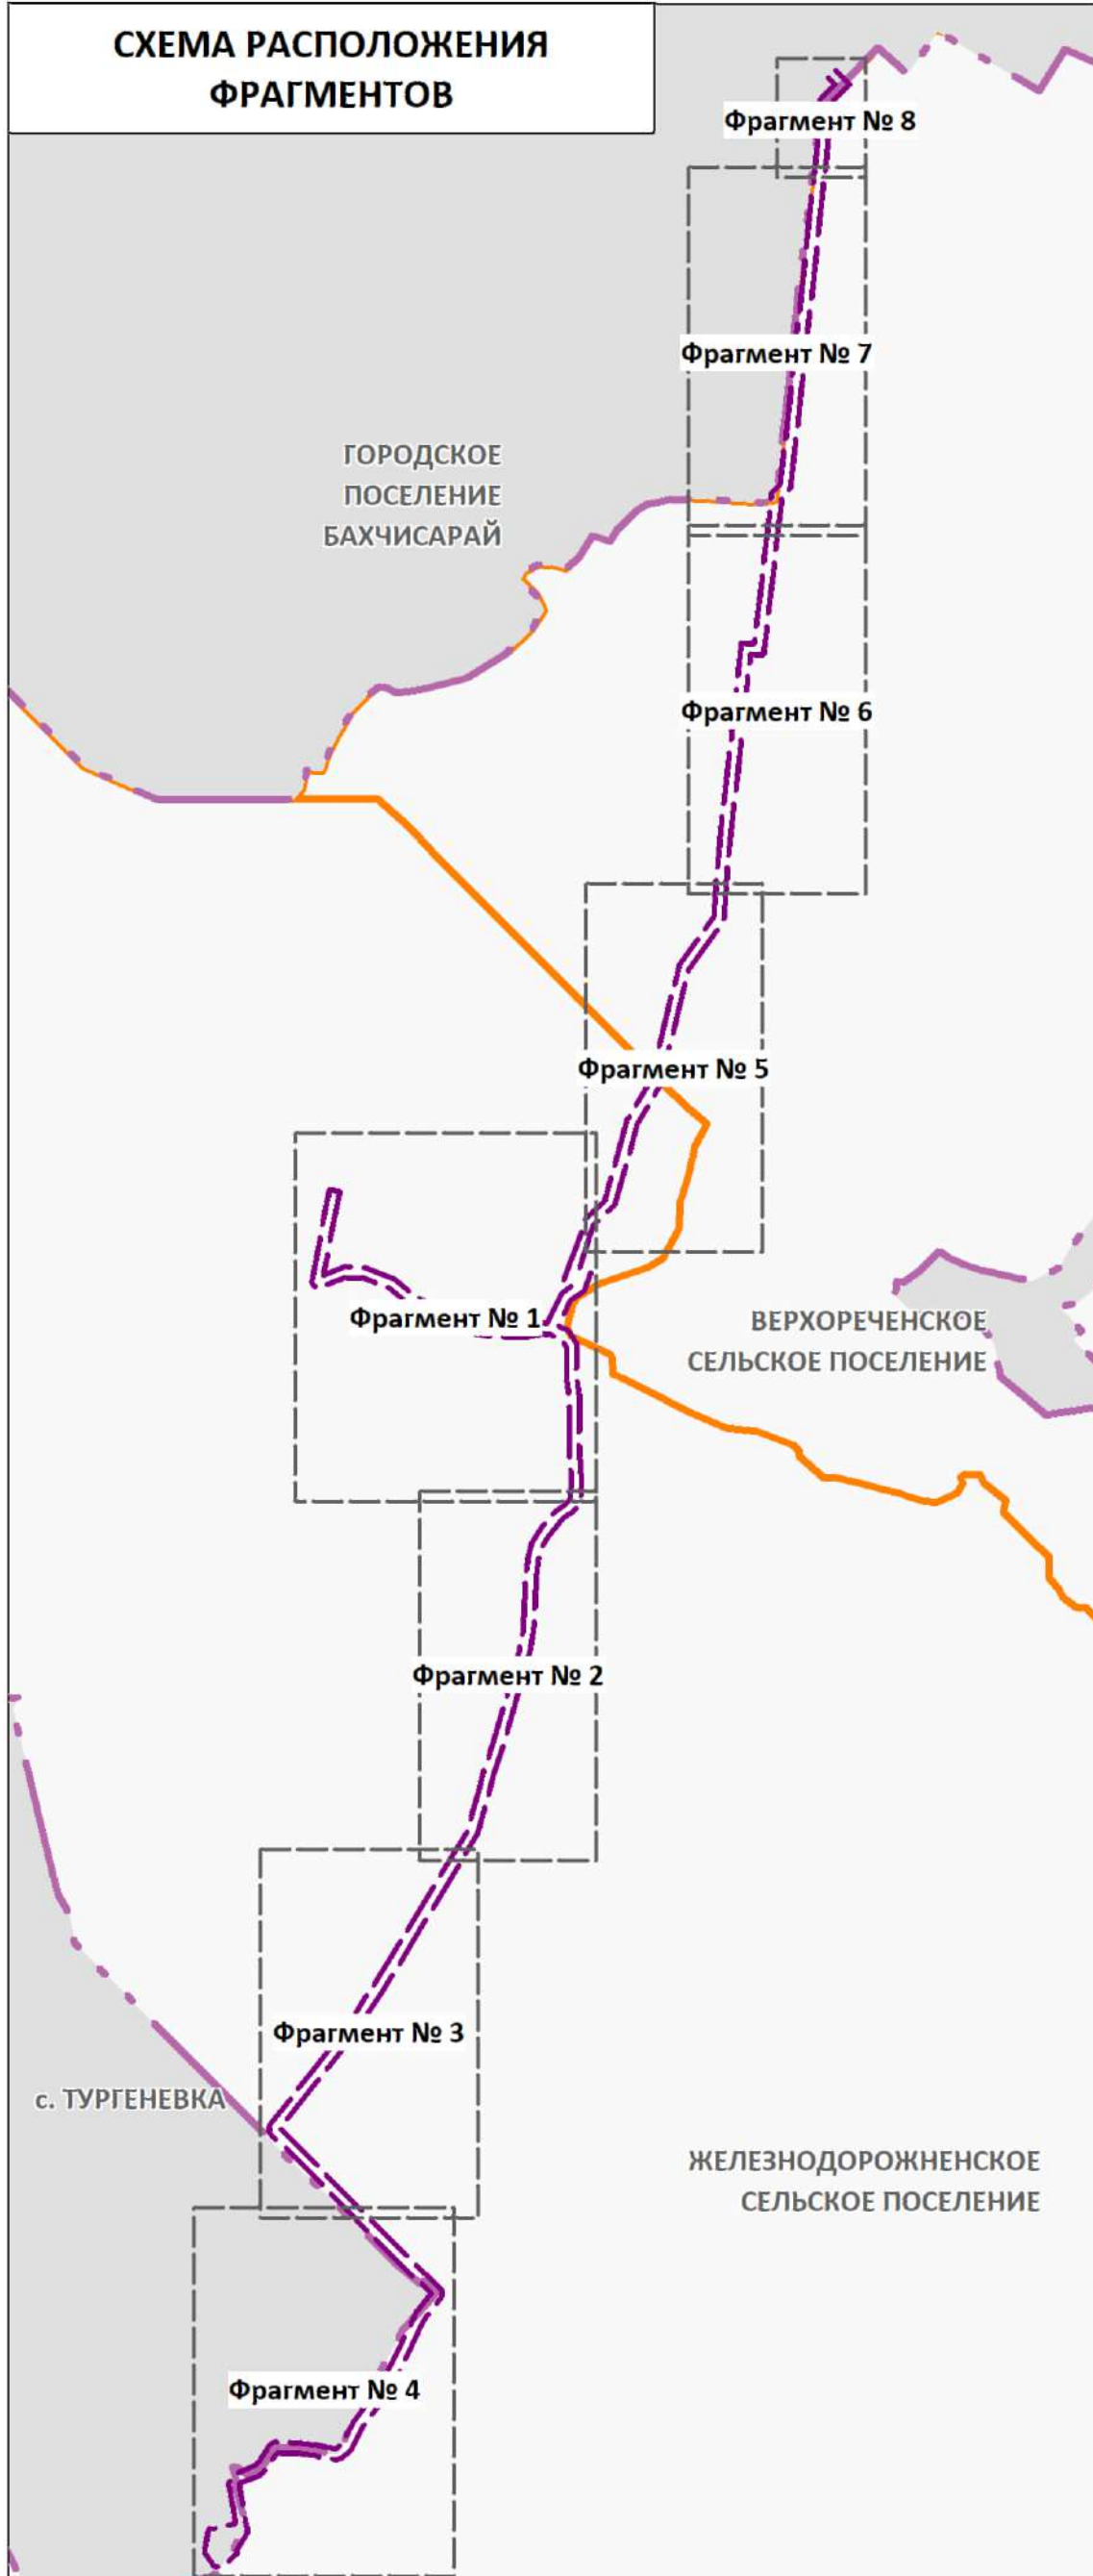 СХЕМА РАСПОЛОЖЕНИЯ
ФРАГМЕНТОВ
Фрагмент № 8
Фрагмент № 7
ГОРОДСКОЕ
ПОСЕЛЕНИЕ
БАХЧИСАРАЙ
Фрагмент № 6
Фрагмент № 5
Фрагмент № 1
ВЕРХОРЕЧЕНСКОЕ
СЕЛЬСКОЕ ПОСЕЛЕНИЕ
Фрагмент № 2
Фрагмент № 3
с. ТУРГЕНЕВКА
ЖЕЛЕЗНОДОРОЖНЕНСКОЕ
СЕЛЬСКОЕ ПОСЕЛЕНИЕ
Фрагмент № 4